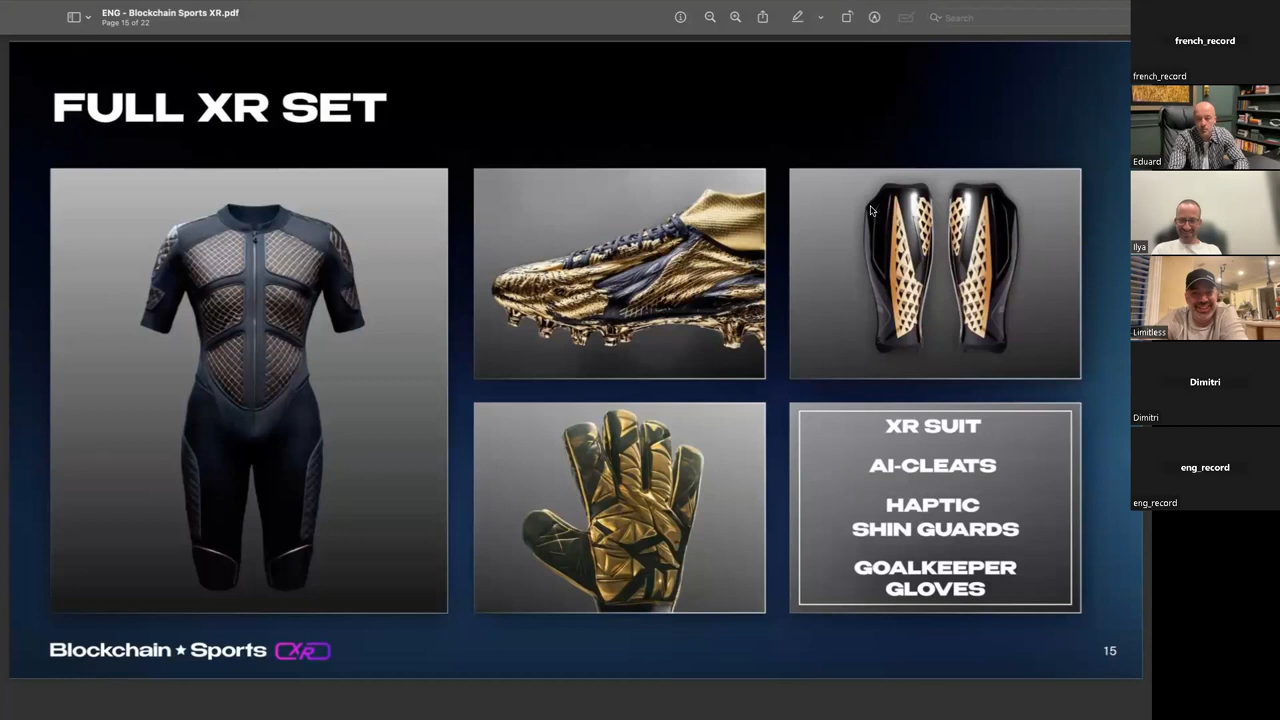 ENG - Blockchain Sports XR.pdf
Page 15 of 22
Search
FULL XR SET
XR SUIT
AI-CLEATS
HAPTIC
SHIN GUARDS
GOALKEEPER
GLOVES
Blockchain ★ Sports XR
15
french_record
french_record
Eduard
Ilya
Limitless
Dimitri
Dimitri
eng_record
eng_record